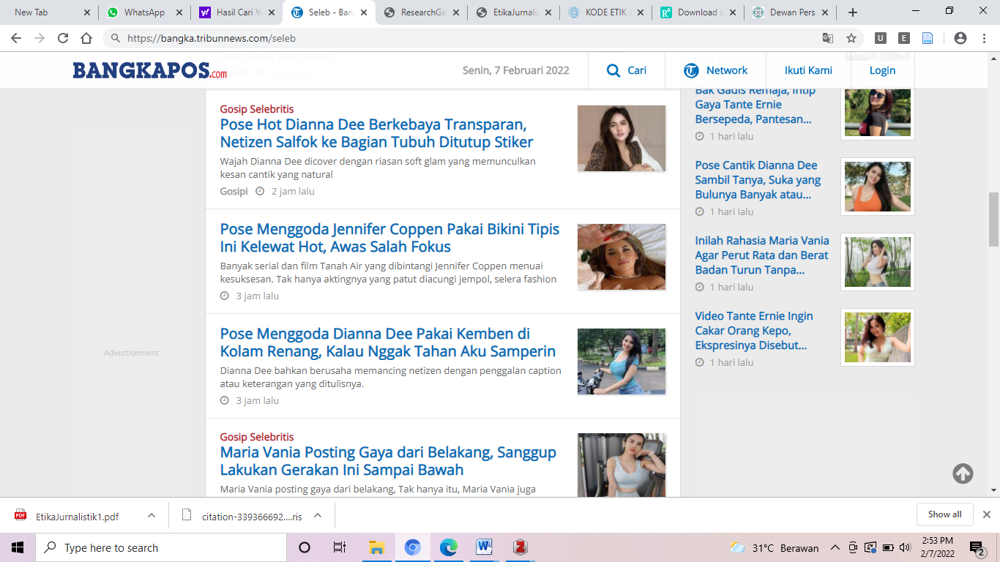 New Tab
WhatsApp
Hasil Cari Ya
Seleb - Ban
ResearchGa
EtikaJurnalis
KODE ETIK J
Download c
Dewan Pers
https://bangka.tribunnews.com/seleb
U
E
kesan cantik yang natural
2 jam lalu
BANGKAPOS.com
Senin, 7 Februari 2022
Cari
Network
Ikuti Kami
Login
Gosip Selebritis
Pose Hot Dianna Dee Berkebaya Transparan,
Netizen Salfok ke Bagian Tubuh Ditutup Stiker
Wajah Dianna Dee dicover dengan riasan soft glam yang memunculkan
kesan cantik yang natural
Gosipi 2 jam lalu
Pose Menggoda Jennifer Coppen Pakai Bikini Tipis
Ini Kelewat Hot, Awas Salah Fokus
Banyak serial dan film Tanah Air yang dibintangi Jennifer Coppen menuai
kesuksesan. Tak hanya aktingnya yang patut diacungi jempol, selera fashion
3 jam lalu
Pose Menggoda Dianna Dee Pakai Kemben di
Kolam Renang, Kalau Nggak Tahan Aku Samperin
Dianna Dee bahkan berusaha memancing netizen dengan penggalan caption
atau keterangan yang ditulisnya.
3 jam lalu
Gosip Selebritis
Maria Vania Posting Gaya dari Belakang, Sanggup
Lakukan Gerakan Ini Sampai Bawah
Maria Vania posting gaya dari belakang, Tak hanya itu, Maria Vania juga
Bak Gadis Remaja, Intip
Gaya Tante Ernie
Bersepeda, Pantesan...
1 hari lalu
Pose Cantik Dianna Dee
Sambil Tanya, Suka yang
Bulunya Banyak atau...
1 hari lalu
Inilah Rahasia Maria Vania
Agar Perut Rata dan Berat
Badan Turun Tanpa...
1 hari lalu
Video Tante Ernie Ingin
Cakar Orang Kepo,
Ekspresinya Disebut...
1 hari lalu
Advertisement
PDF
EtikaJurnalistik1.pdf
citation-339366692....ris
Show all
Type here to search
31°C Berawan
2:53 PM
2/7/2022
2